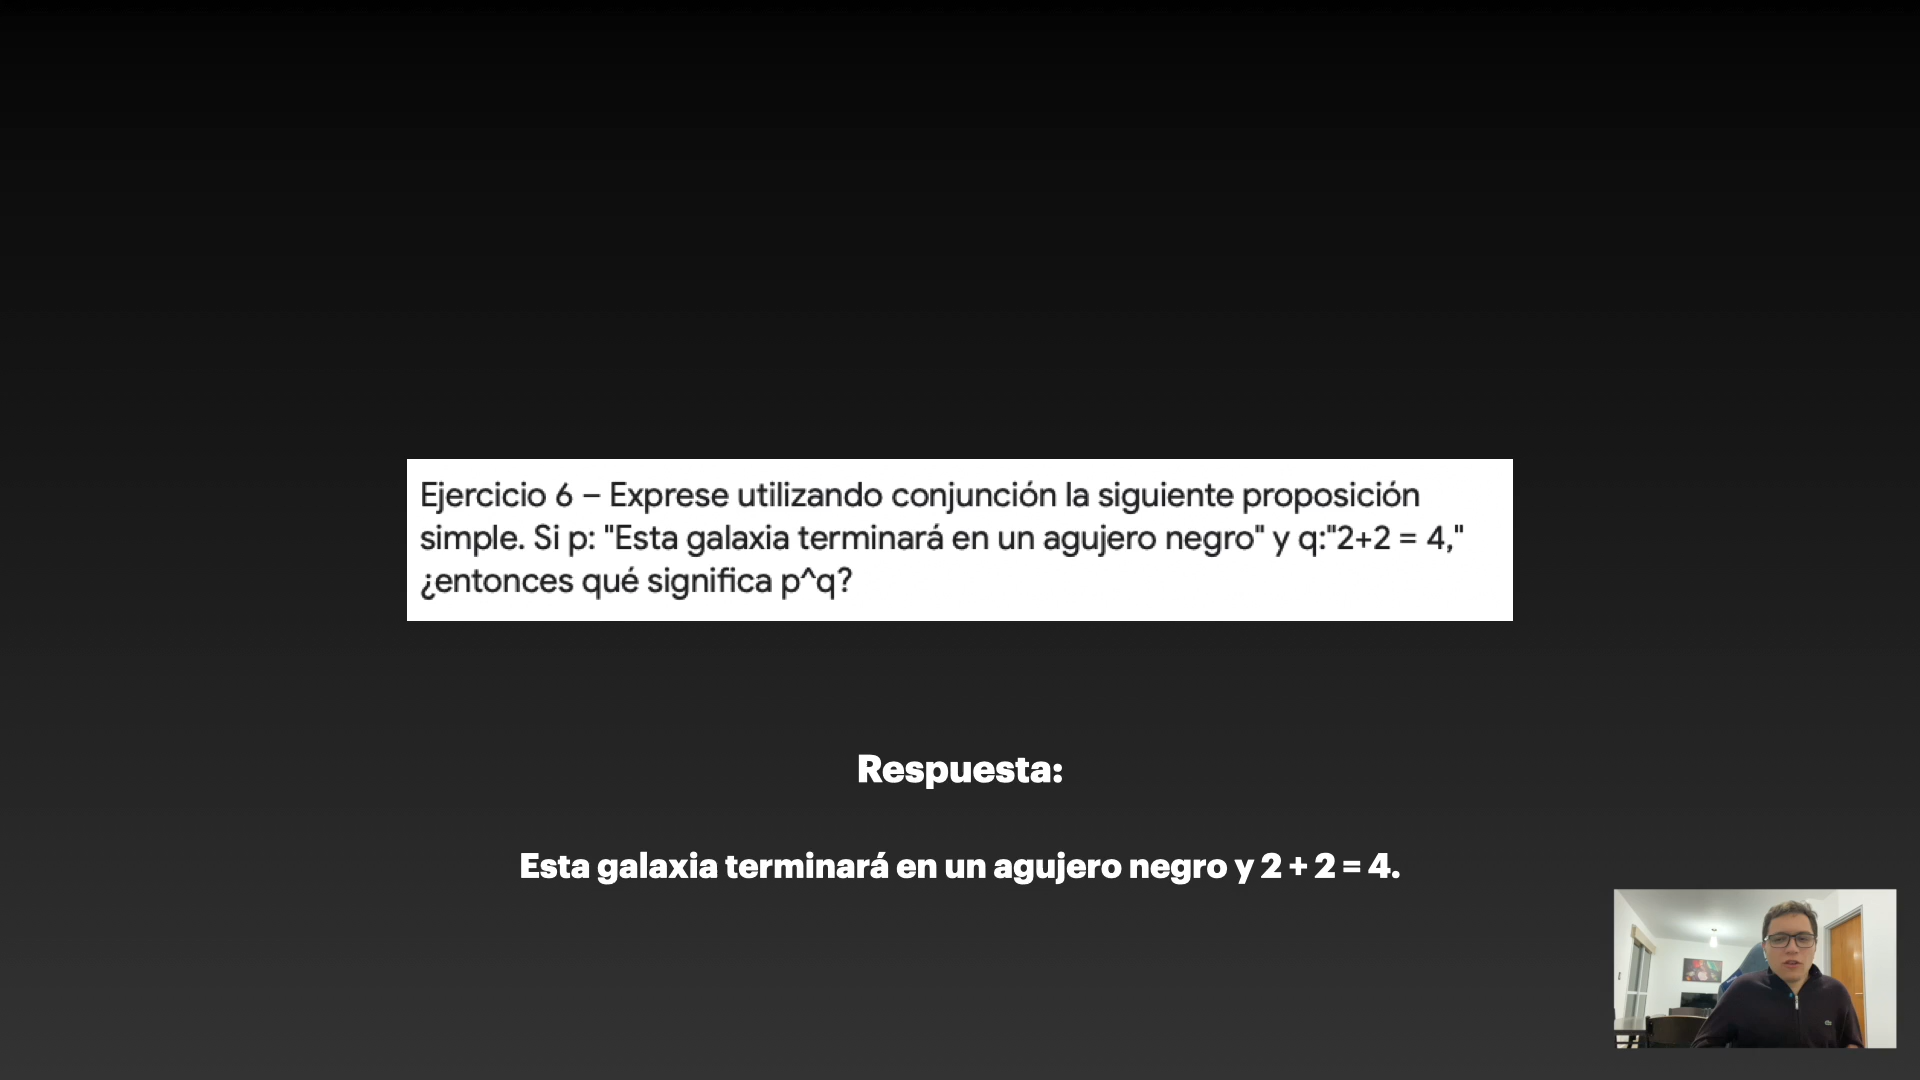 Ejercicio 6 – Exprese utilizando conjunción la siguiente proposición
simple. Si p: "Esta galaxia terminará en un agujero negro" y q:"2+2 = 4,"
¿entonces qué significa p^q?
Respuesta:
Esta galaxia terminará en un agujero negro y 2 + 2 = 4.